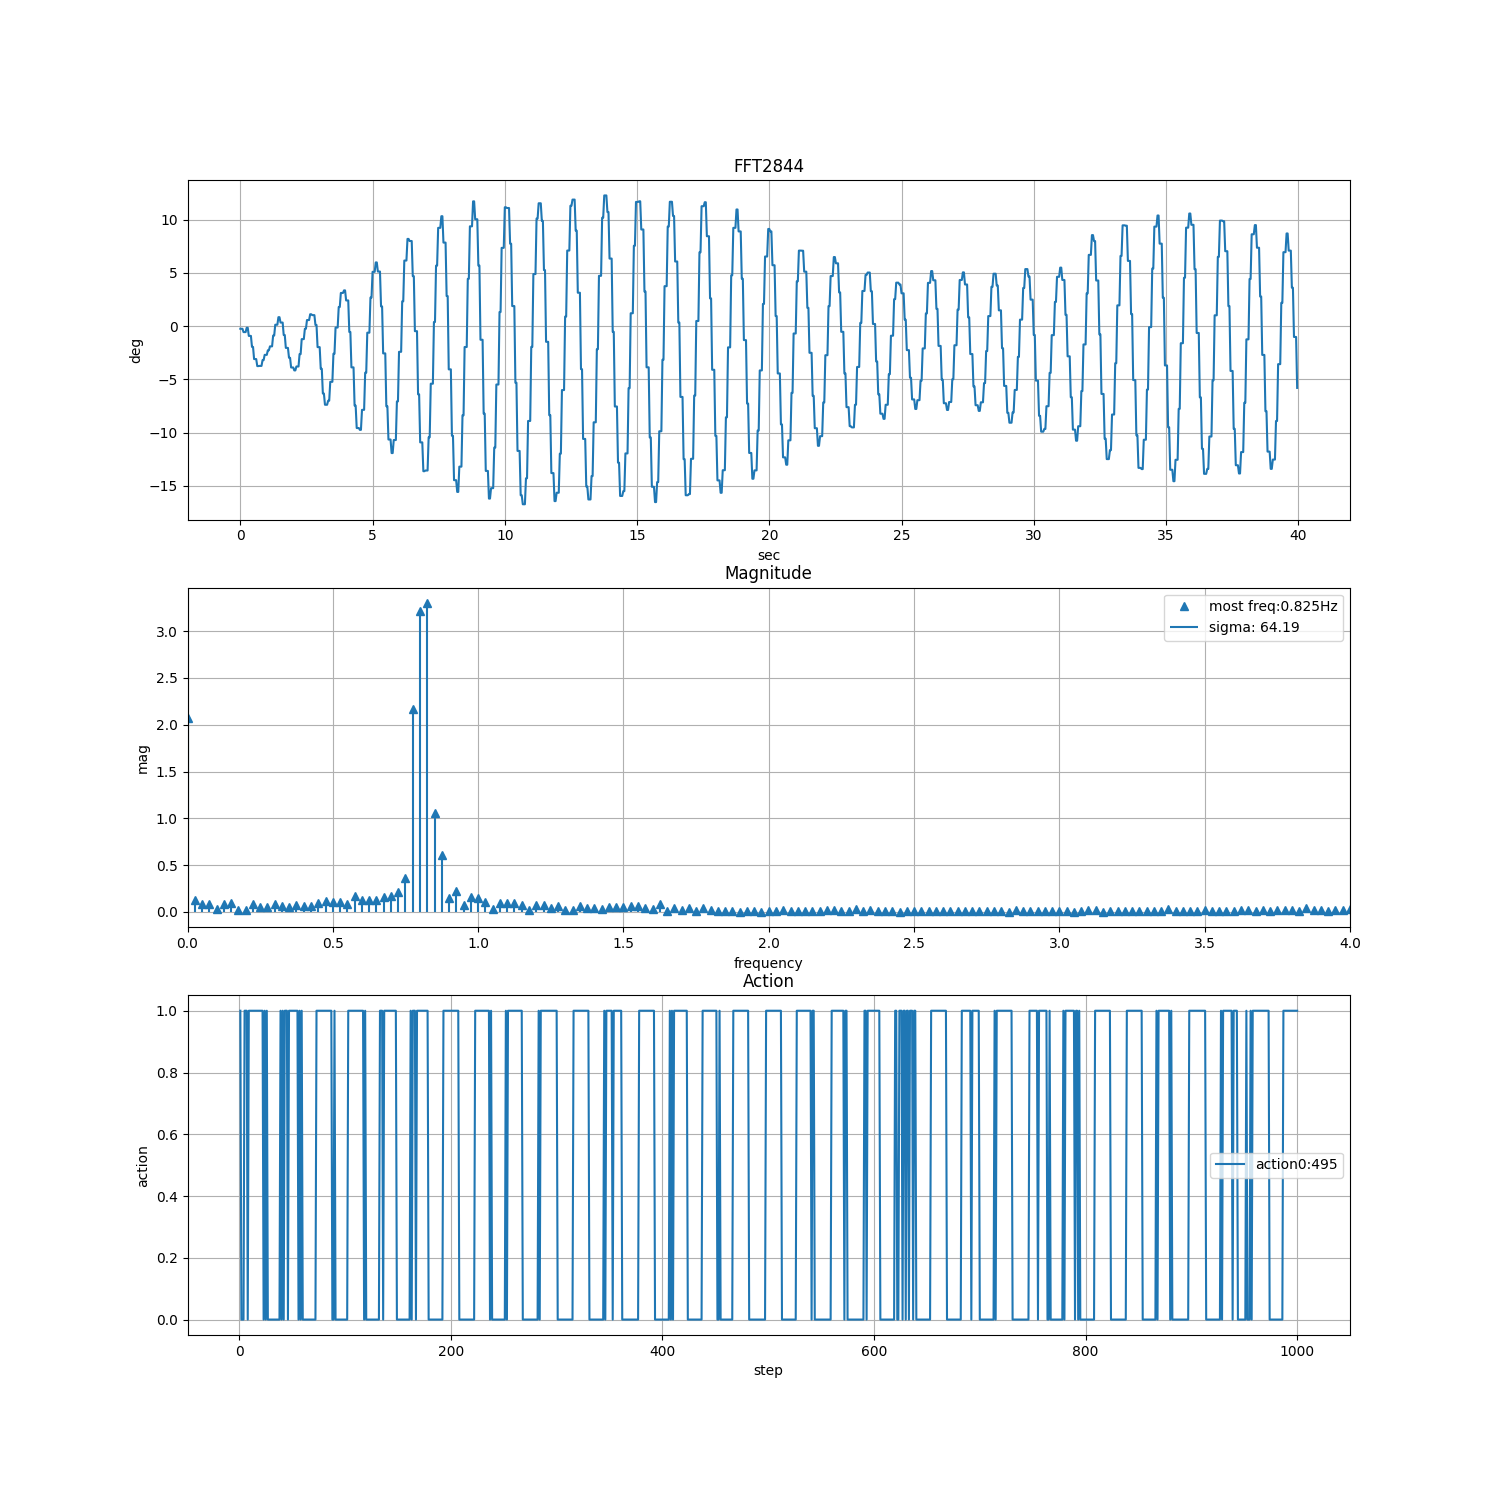 FFT2844
10
5
0
−5
−10
−15
deg
0 5 10 15 20 25 30 35 40
sec
Magnitude
most freq:0.825Hz
sigma: 64.19
3.0
2.5
2.0
1.5
1.0
0.5
0.0
mag
0.0 0.5 1.0 1.5 2.0 2.5 3.0 3.5 4.0
frequency
Action
1.0
0.8
0.6
0.4
0.2
0.0
action
action0:495
0 200 400 600 800 1000
step